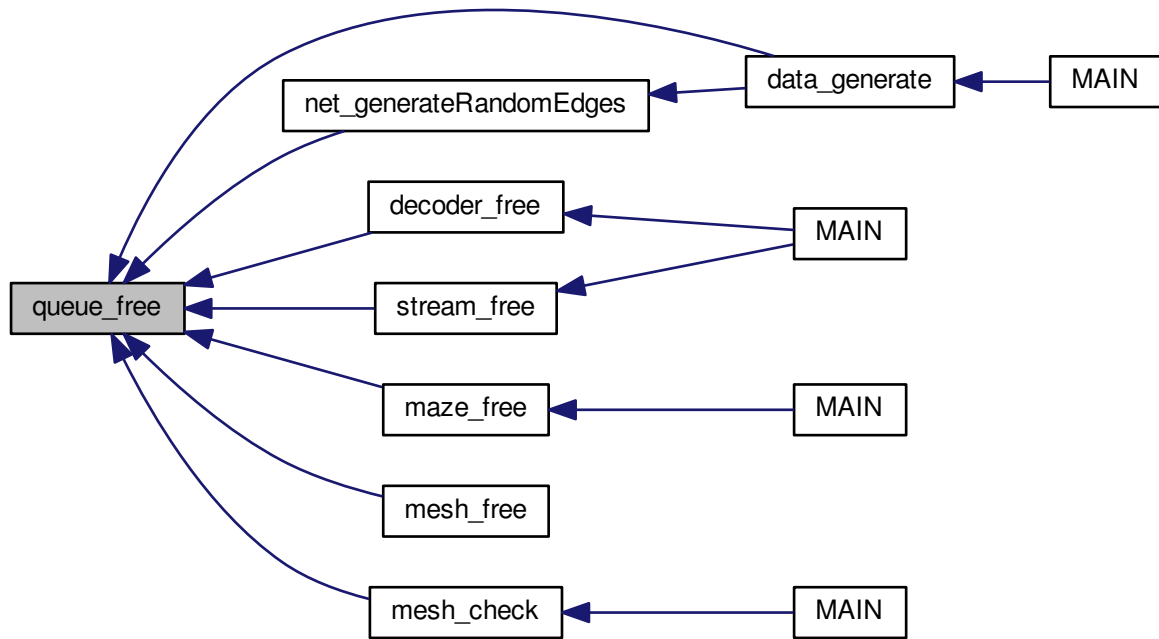 data_generate
MAIN
net_generateRandomEdges
decoder_free
MAIN
queue_free
stream_free
maze_free
MAIN
mesh_free
mesh_check
MAIN